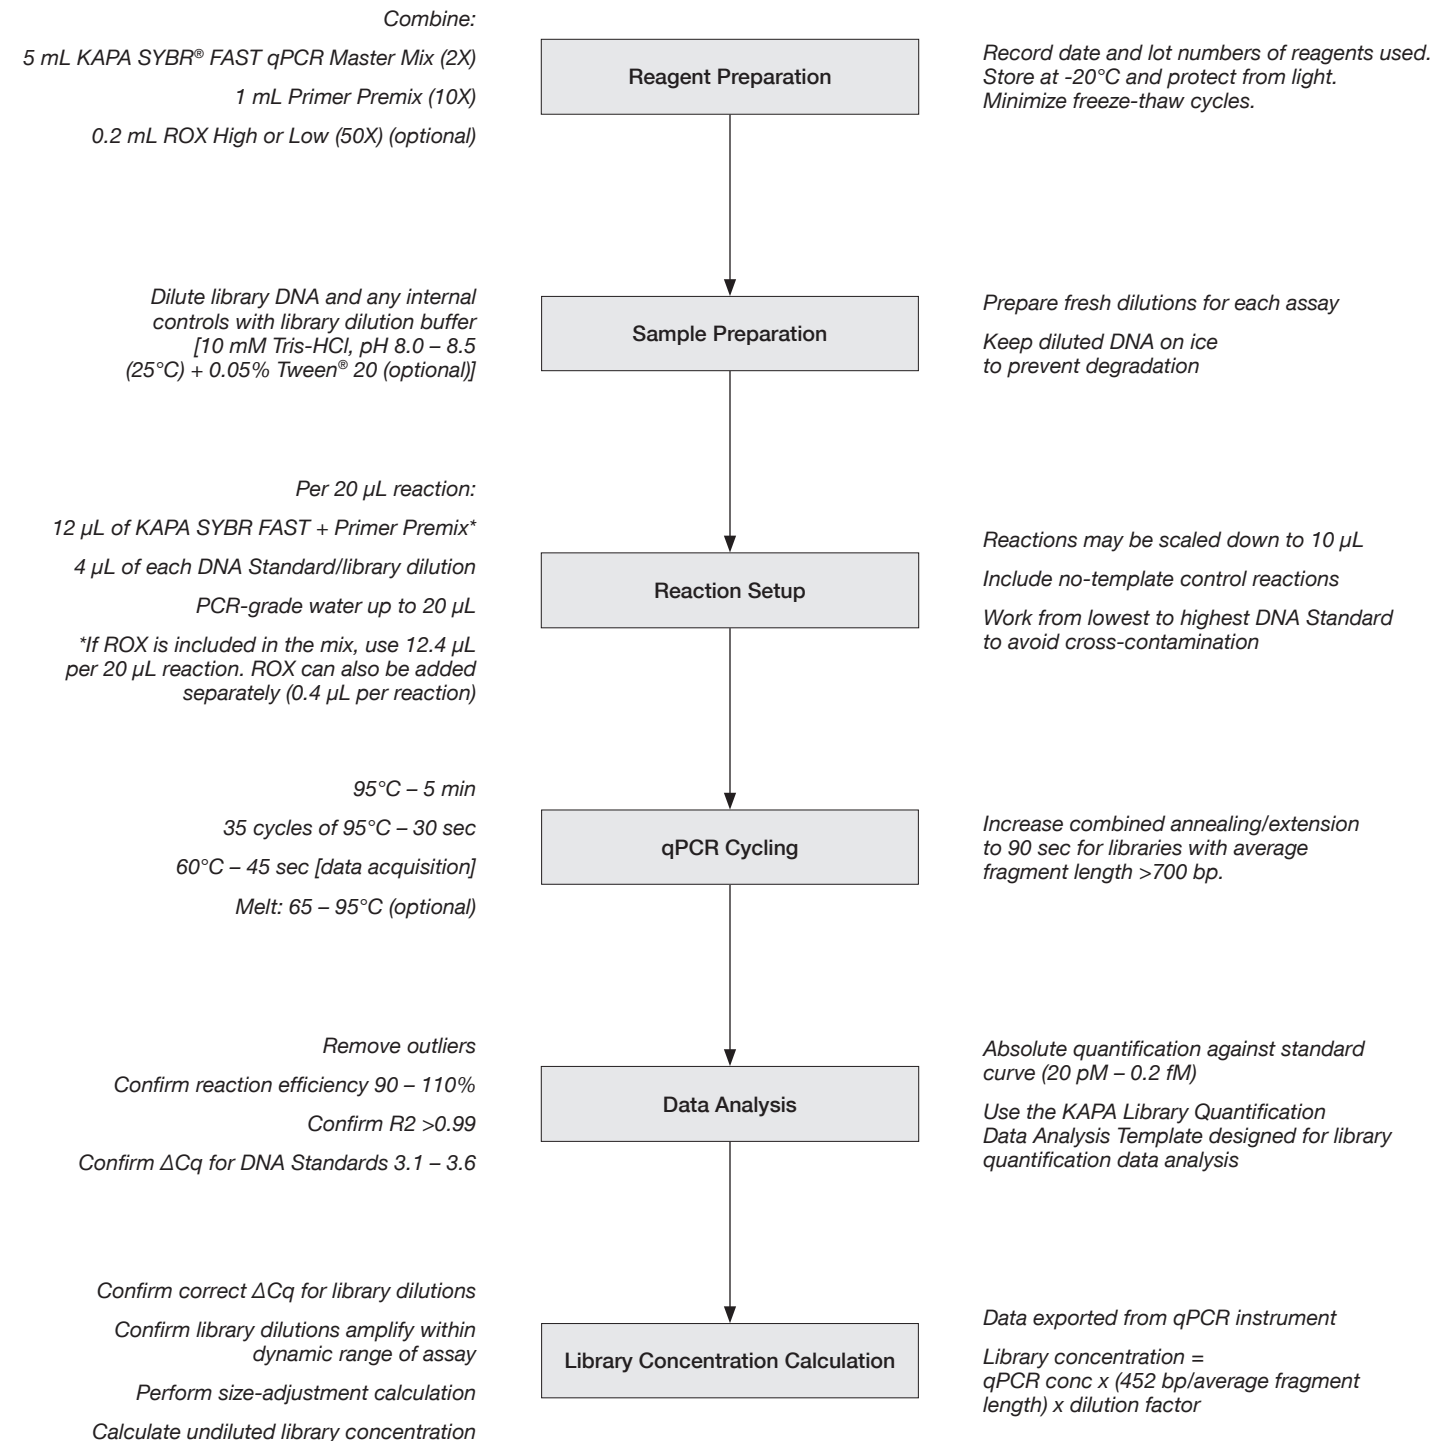 Combine:
5 mL KAPA SYBR® FAST qPCR Master Mix (2X)
1 mL Primer Premix (10X)
0.2 mL ROX High or Low (50X) (optional)
Reagent Preparation
Record date and lot numbers of reagents used.
Store at -20°C and protect from light.
Minimize freeze-thaw cycles.
Dilute library DNA and any internal
controls with library dilution buffer
[10 mM Tris-HCl, pH 8.0 – 8.5
(25°C) + 0.05% Tween® 20 (optional)]
Sample Preparation
Prepare fresh dilutions for each assay
Keep diluted DNA on ice
to prevent degradation
Per 20 µL reaction:
12 µL of KAPA SYBR FAST + Primer Premix*
4 µL of each DNA Standard/library dilution
PCR-grade water up to 20 µL
*If ROX is included in the mix, use 12.4 µL
per 20 µL reaction. ROX can also be added
separately (0.4 µL per reaction)
Reaction Setup
Reactions may be scaled down to 10 µL
Include no-template control reactions
Work from lowest to highest DNA Standard
to avoid cross-contamination
95°C – 5 min
35 cycles of 95°C – 30 sec
60°C – 45 sec [data acquisition]
Melt: 65 – 95°C (optional)
qPCR Cycling
Increase combined annealing/extension
to 90 sec for libraries with average
fragment length >700 bp.
Remove outliers
Confirm reaction efficiency 90 – 110%
Confirm R2 >0.99
Confirm ΔCq for DNA Standards 3.1 – 3.6
Data Analysis
Absolute quantification against standard
curve (20 pM – 0.2 fM)
Use the KAPA Library Quantification
Data Analysis Template designed for library
quantification data analysis
Confirm correct ΔCq for library dilutions
Confirm library dilutions amplify within
dynamic range of assay
Perform size-adjustment calculation
Calculate undiluted library concentration
Library Concentration Calculation
Data exported from qPCR instrument
Library concentration =
qPCR conc x (452 bp/average fragment
length) x dilution factor